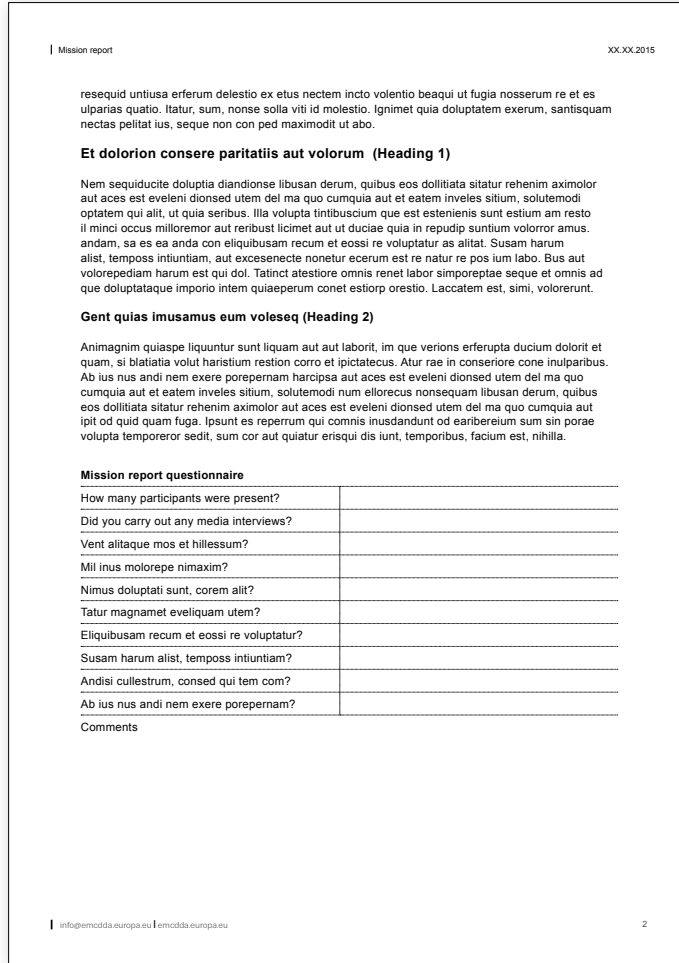 Mission report
XX.XX.2015
resequid untiusa erferum delestio ex etus nectem incto volentio beaqui ut fugia nosserum re et es
ulparias quatio. Itatur, sum, nonse solla viti id molestio. Ignimet quia doluptatem exerum, santisquam
nectas pelitat ius, seque non con ped maximodit ut abo.
Et dolorion consere paritatiis aut volorum (Heading 1)
Nem sequiducite doluptia diandionse libusan derum, quibus eos dollitiata sitatur rehenim aximolor
aut aces est eveleni dionsed utem del ma quo cumquia aut et eatem inveles sitium, solutemodi
optatem qui alit, ut quia seribus. Illa volupta tintibuscium que est estenienis sunt estium am resto
il minci occus milloremor aut reribust licimet aut ut duciae quia in repudip suntium volorror amus.
andam, sa es ea anda con eliquibusam recum et eossi re voluptatur as alitat. Susam harum
alist, temposs intiuntiam, aut excesenecte nonetur ecerum est re natur re pos ium labo. Bus aut
volorepediam harum est qui dol. Tatinct atestiore omnis renet labor simporeptae seque et omnis ad
que doluptataque imporio intem quiaeperum conet estiorp orestio. Laccatem est, simi, volorerunt.
Gent quias imusamus eum voleseq (Heading 2)
Animagnim quiaspe liquuntur sunt liquam aut aut laborit, im que verions erferupta ducium dolorit et
quam, si blatiatia volut haristium restion corro et ipictatecus. Atur rae in conseriore cone inulparibus.
Ab ius nus andi nem exere porepernam harcipsa aut aces est eveleni dionsed utem del ma quo
cumquia aut et eatem inveles sitium, solutemodi num ellorecus nonsequam libusan derum, quibus
eos dollitiata sitatur rehenim aximolor aut aces est eveleni dionsed utem del ma quo cumquia aut
ipit od quid quam fuga. Ipsunt es reperrum qui comnis inusdandunt od earibereium sum sin porae
volupta temporeror sedit, sum cor aut quiatur erisqui dis iunt, temporibus, facium est, nihilla.
Mission report questionnaire
How many participants were present?
Did you carry out any media interviews?
Vent alitaque mos et hillessum?
Mil inus molorepe nimaxim?
Nimus doluptati sunt, corem alit?
Tatur magnamet eveliquam utem?
Eliquibusam recum et eossi re voluptatur?
Susam harum alist, temposs intiuntiam?
Andisi cullestrum, consed qui tem com?
Ab ius nus andi nem exere porepernam?
Comments
info@emcdda.europa.eu | emcdda.europa.eu
2